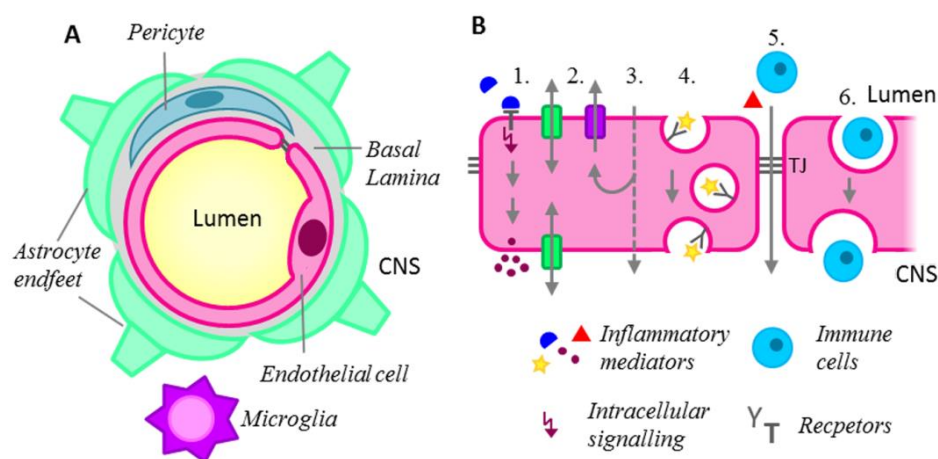 A
Pericyte
Basal
Lamina
Lumen
Astrocyte
endfeet
CNS
Endothelial cell
Microglia
B
1.
2.
3.
4.
5.
6.
Lumen
TJ
CNS
Inflammatory
mediators
Immune
cells
Intracellular
signalling
Recpetors